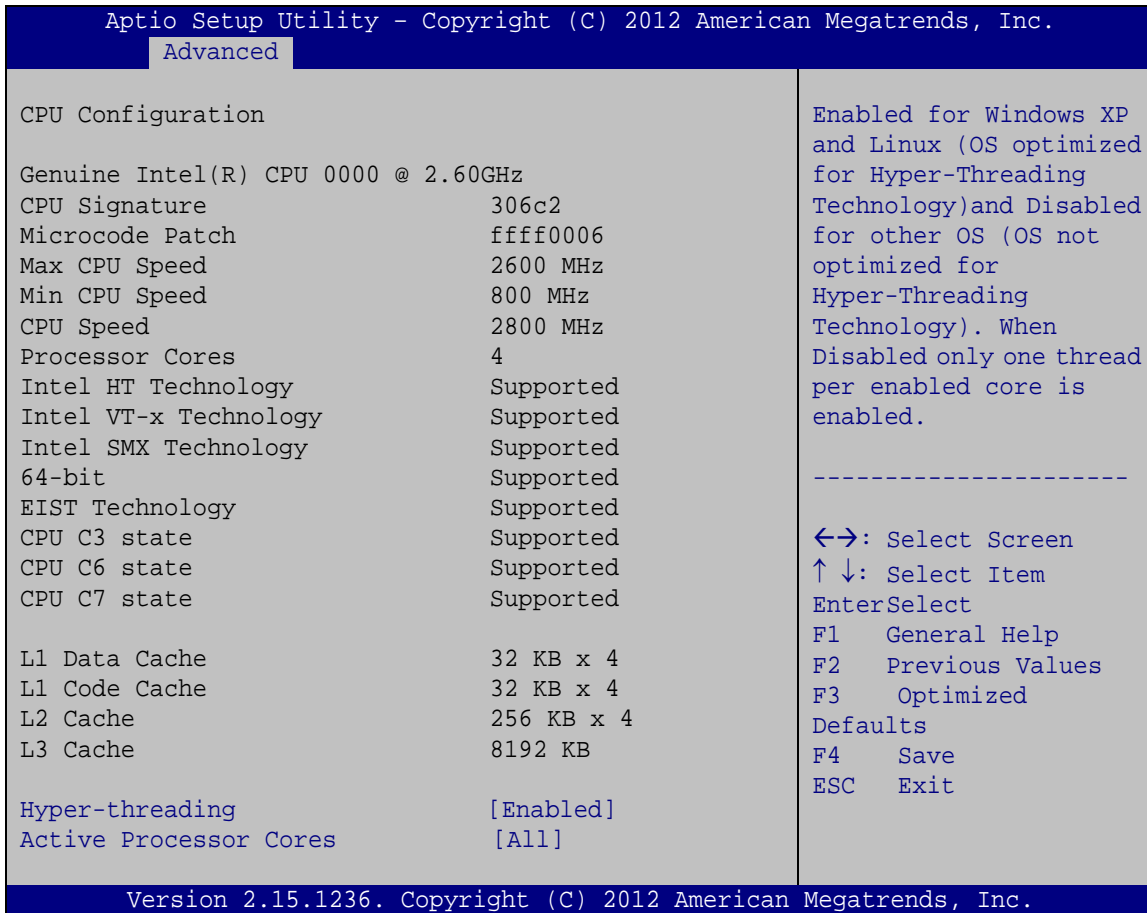 Aptio Setup Utility – Copyright (C) 2012 American Megatrends, Inc.
Advanced
CPU Configuration
Genuine Intel(R) CPU 0000 @ 2.60GHz
CPU Signature 306c2
Microcode Patch ffff0006
Max CPU Speed 2600 MHz
Min CPU Speed 800 MHz
CPU Speed 2800 MHz
Processor Cores 4
Intel HT Technology Supported
Intel VT-x Technology Supported
Intel SMX Technology Supported
64-bit Supported
EIST Technology Supported
CPU C3 state Supported
CPU C6 state Supported
CPU C7 state Supported
L1 Data Cache 32 KB x 4
L1 Code Cache 32 KB x 4
L2 Cache 256 KB x 4
L3 Cache 8192 KB
Hyper-threading [Enabled]
Active Processor Cores [All]
Enabled for Windows XP
and Linux (OS optimized
for Hyper-Threading
Technology)and Disabled
for other OS (OS not
optimized for
Hyper-Threading
Technology). When
Disabled only one thread
per enabled core is
enabled.
----------------------
←→: Select Screen
↑ ↓: Select Item
EnterSelect
F1 General Help
F2 Previous Values
F3 Optimized
Defaults
F4 Save
ESC Exit
Version 2.15.1236. Copyright (C) 2012 American Megatrends, Inc.